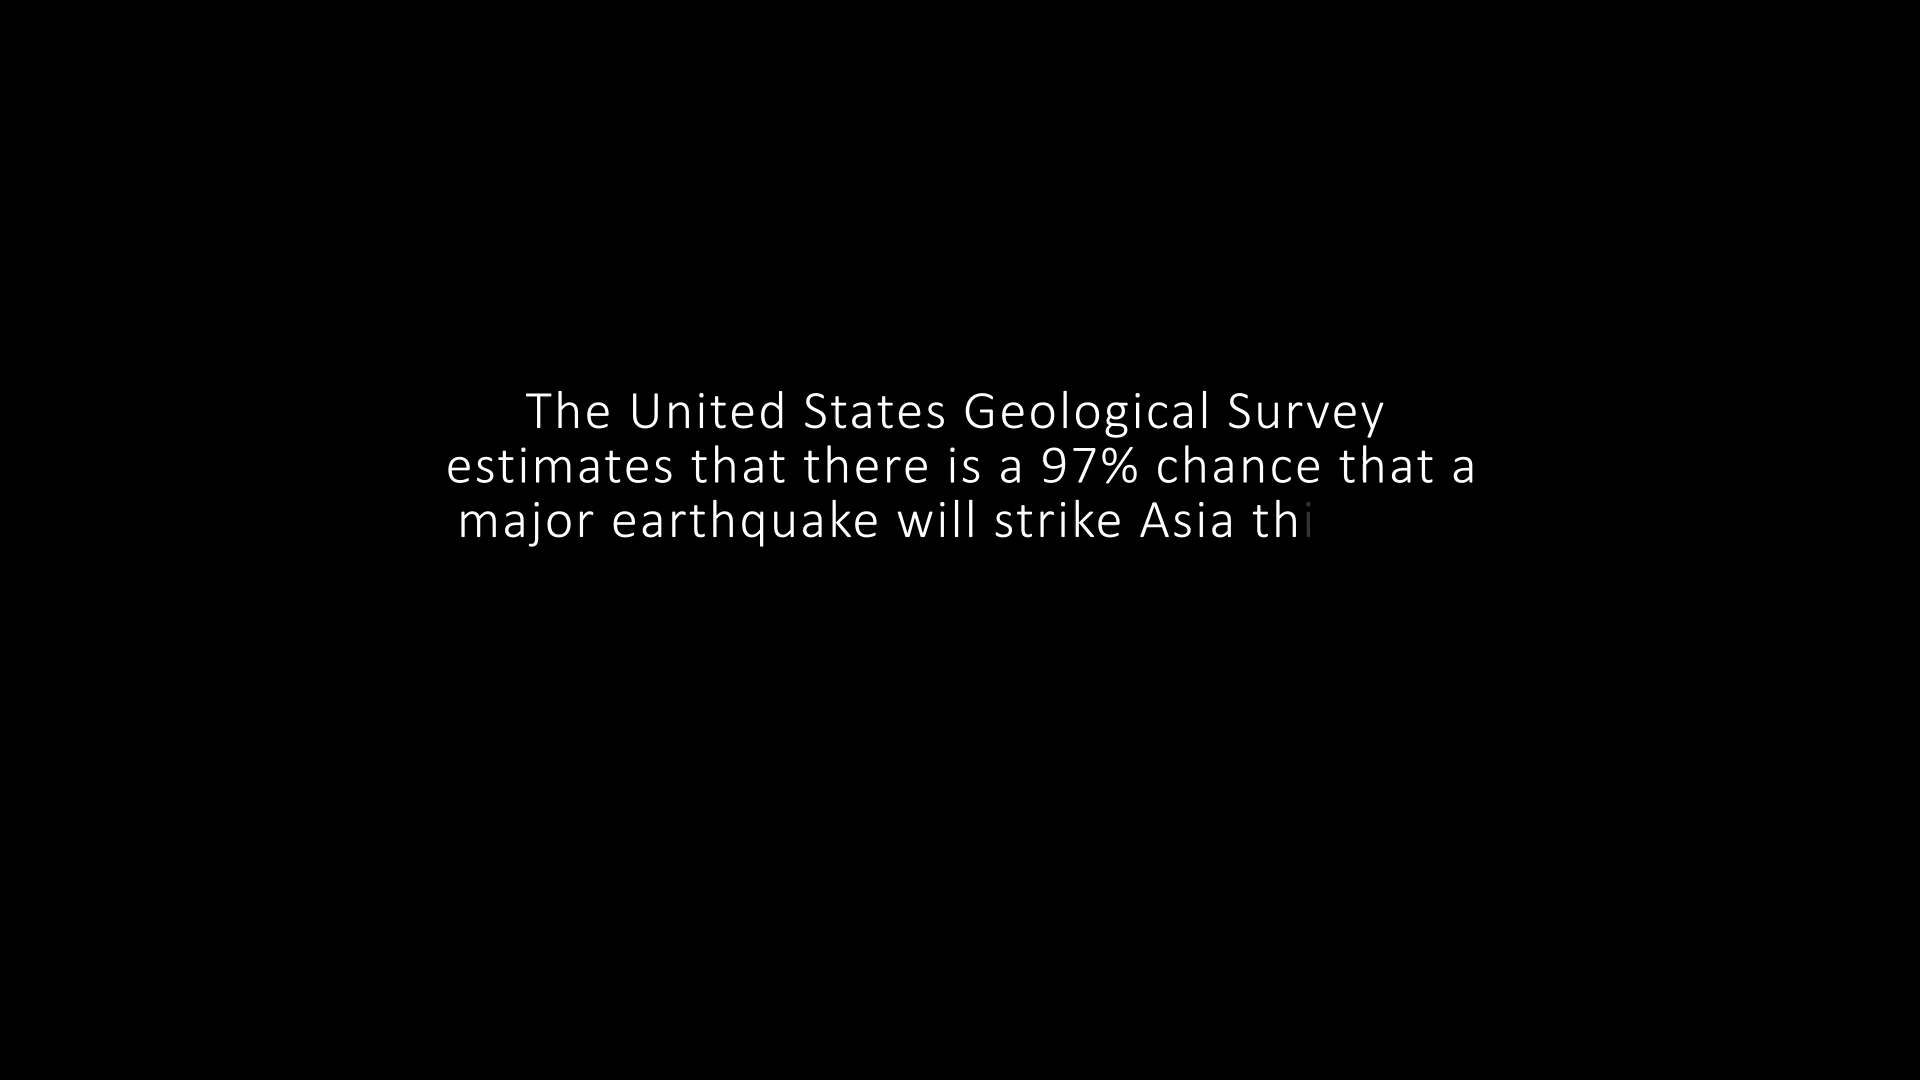 The United States Geological Survey
estimates that there is a 97% chance that a
major earthquake will strike Asia thi